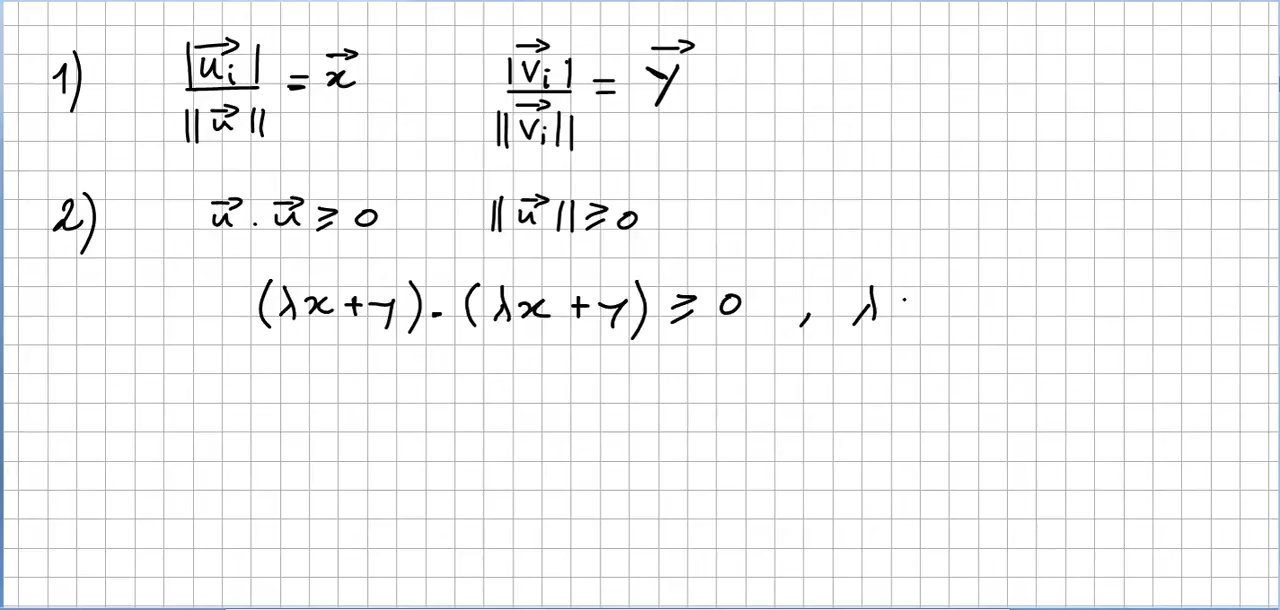 1) |u⃗ᵢ| / ||u⃗|| = x⃗ |v⃗ᵢ| / ||v⃗ᵢ|| = y⃗
2) u⃗ . u⃗ ⩾ 0 ||u⃗|| ⩾ 0
(λx+y).(λx+y) ⩾ 0 , λ